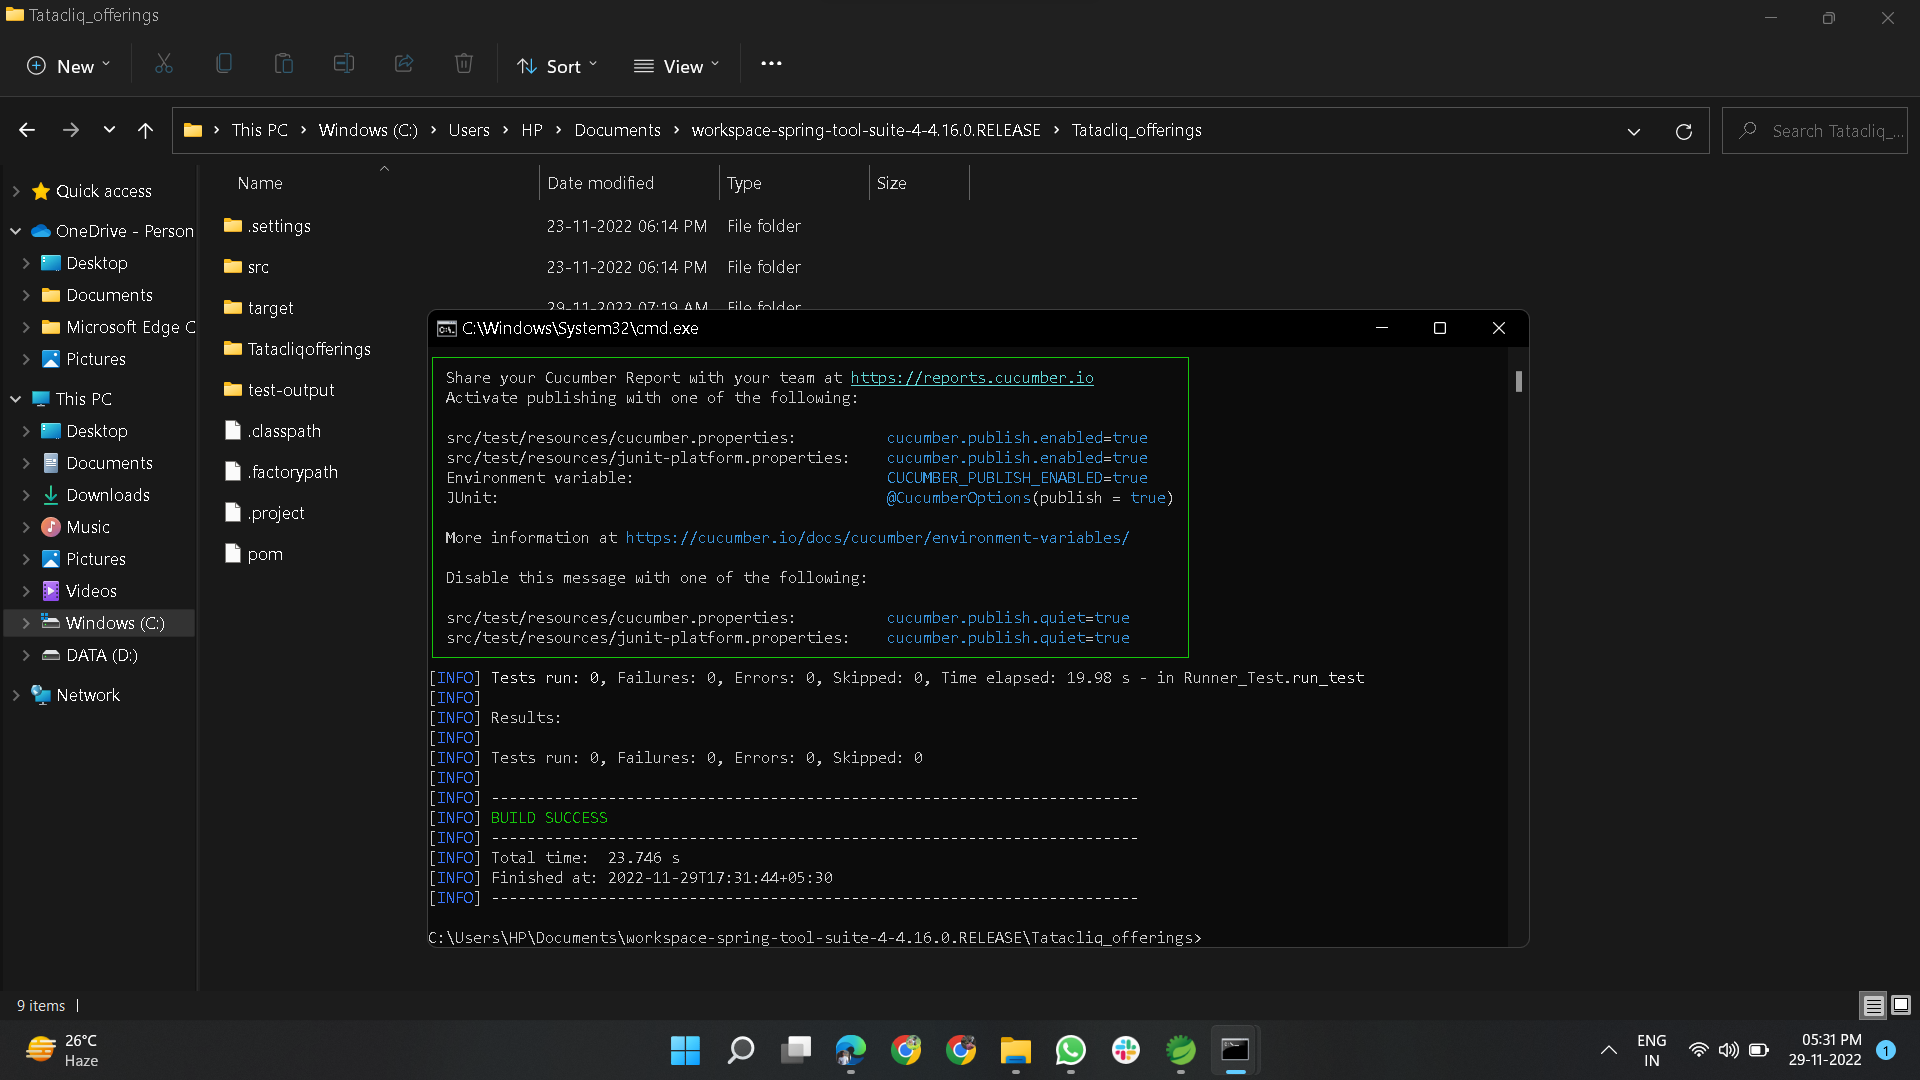 Tatacliq_offerings
New
Sort
View
This PC > Windows (C:) > Users > HP > Documents > workspace-spring-tool-suite-4-4.16.0.RELEASE > Tatacliq_offerings
Search Tatacliq_...
Quick access
OneDrive - Person
Desktop
Documents
Microsoft Edge C
Pictures
This PC
Desktop
Documents
Downloads
Music
Pictures
Videos
Windows (C:)
DATA (D:)
Network
Name Date modified Type Size
.settings 23-11-2022 06:14 PM File folder
src 23-11-2022 06:14 PM File folder
target 29-11-2022 07:19 AM File folder
Tatacliqofferings
test-output
.classpath
.factorypath
.project
pom
C:\Windows\System32\cmd.exe
Share your Cucumber Report with your team at https://reports.cucumber.io
Activate publishing with one of the following:
src/test/resources/cucumber.properties: cucumber.publish.enabled=true
src/test/resources/junit-platform.properties: cucumber.publish.enabled=true
Environment variable: CUCUMBER_PUBLISH_ENABLED=true
JUnit: @CucumberOptions(publish = true)
More information at https://cucumber.io/docs/cucumber/environment-variables/
Disable this message with one of the following:
src/test/resources/cucumber.properties: cucumber.publish.quiet=true
src/test/resources/junit-platform.properties: cucumber.publish.quiet=true
[INFO] Tests run: 0, Failures: 0, Errors: 0, Skipped: 0, Time elapsed: 19.98 s - in Runner_Test.run_test
[INFO]
[INFO] Results:
[INFO]
[INFO] Tests run: 0, Failures: 0, Errors: 0, Skipped: 0
[INFO]
[INFO] ------------------------------------------------------------------------
[INFO] BUILD SUCCESS
[INFO] ------------------------------------------------------------------------
[INFO] Total time:  23.746 s
[INFO] Finished at: 2022-11-29T17:31:44+05:30
[INFO] ------------------------------------------------------------------------
C:\Users\HP\Documents\workspace-spring-tool-suite-4-4.16.0.RELEASE\Tatacliq_offerings>
9 items
26°C
Haze
ENG
IN
05:31 PM
29-11-2022
1